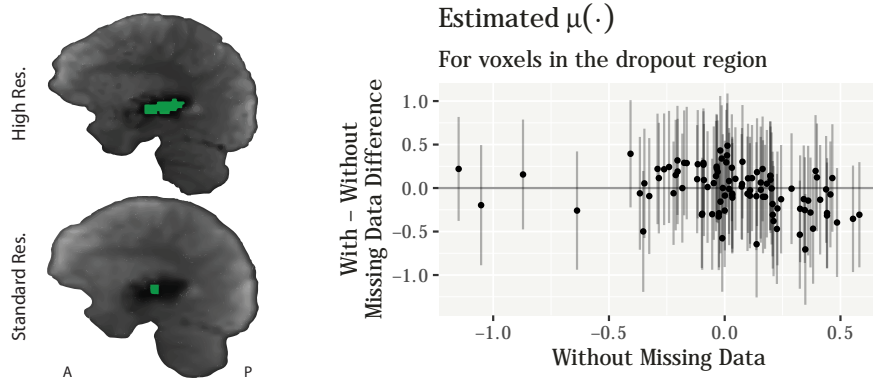 High Res.
Standard Res.
A
P
Estimated μ(·)
For voxels in the dropout region
With − Without
Missing Data Difference
1.0
0.5
0.0
−0.5
−1.0
−1.0
−0.5
0.0
0.5
Without Missing Data